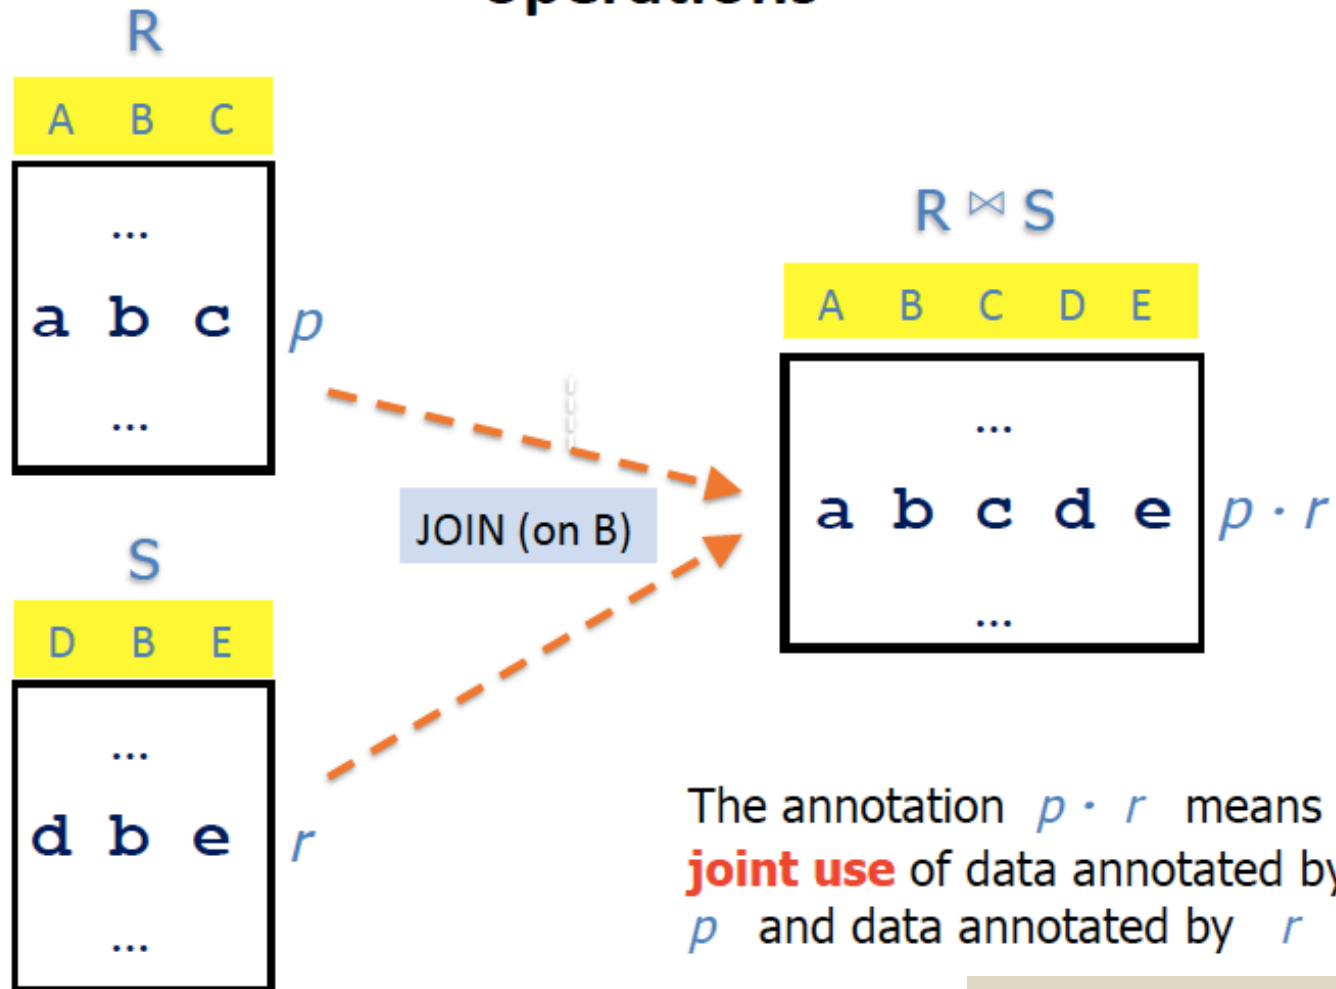 R
A B C
...
a b c p
...
R ⋈ S
A B C D E
...
a b c d e p · r
...
JOIN (on B)
S
D B E
...
d b e r
...
The annotation p · r means
joint use of data annotated by
p and data annotated by r